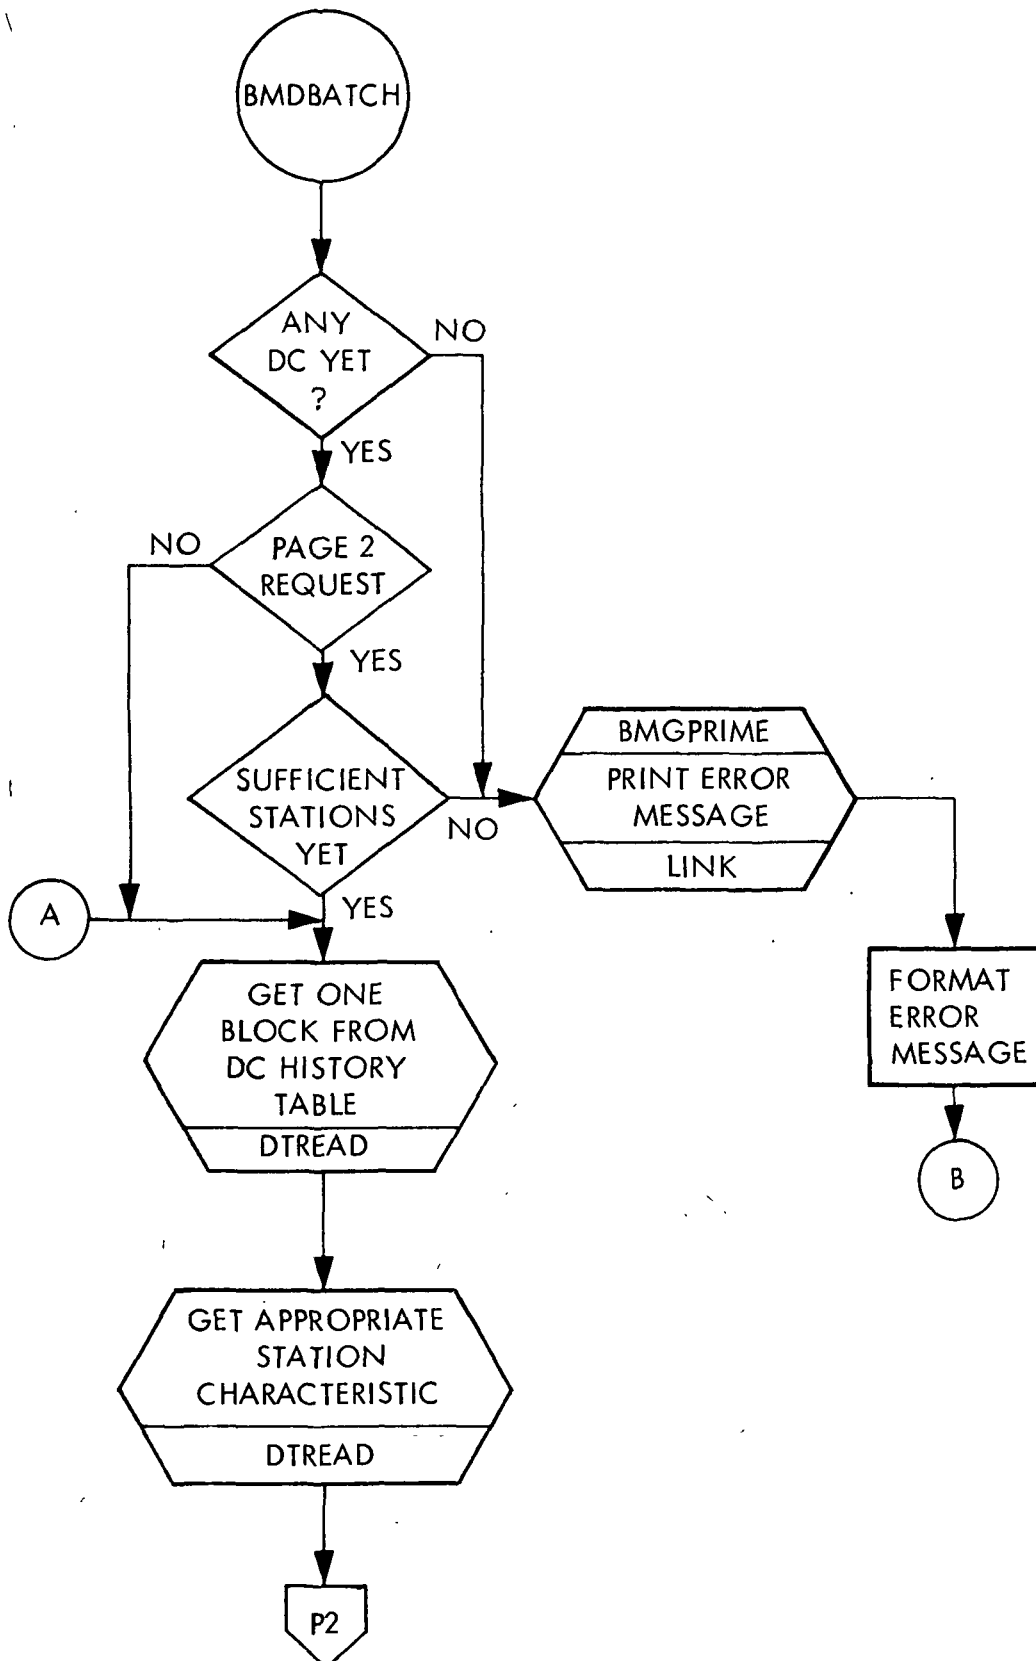 BMDBATCH
ANY
DC YET
?
NO
YES
PAGE 2
REQUEST
NO
YES
SUFFICIENT
STATIONS
YET
NO
YES
BMGPRIME
PRINT ERROR
MESSAGE
LINK
A
GET ONE
BLOCK FROM
DC HISTORY
TABLE
DTREAD
FORMAT
ERROR
MESSAGE
B
GET APPROPRIATE
STATION
CHARACTERISTIC
DTREAD
P2